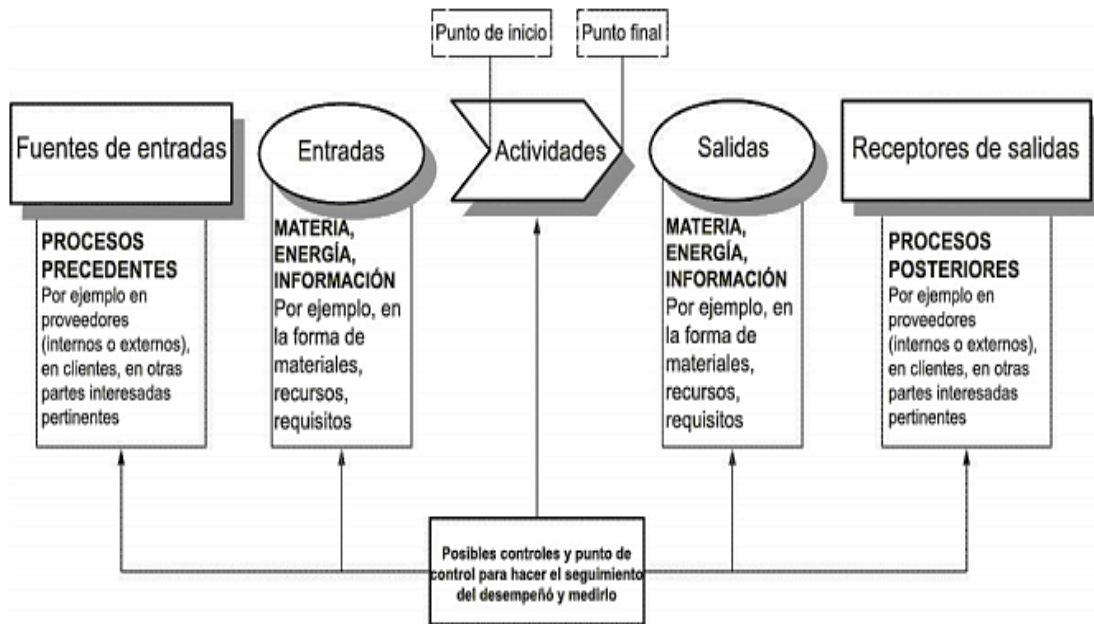 Punto de inicio
Punto final
Fuentes de entradas
Entradas
Actividades
Salidas
Receptores de salidas
PROCESOS
PRECEDENTES
Por ejemplo en
proveedores
(internos o externos),
en clientes, en otras
partes interesadas
pertinentes
MATERIA,
ENERGÍA,
INFORMACIÓN
Por ejemplo, en
la forma de
materiales,
recursos,
requisitos
MATERIA,
ENERGÍA,
INFORMACIÓN
Por ejemplo, en
la forma de
materiales,
recursos,
requisitos
PROCESOS
POSTERIORES
Por ejemplo en
proveedores
(internos o externos),
en clientes, en otras
partes interesadas
pertinentes
Posibles controles y punto de
control para hacer el seguimiento
del desempeñó y medirlo